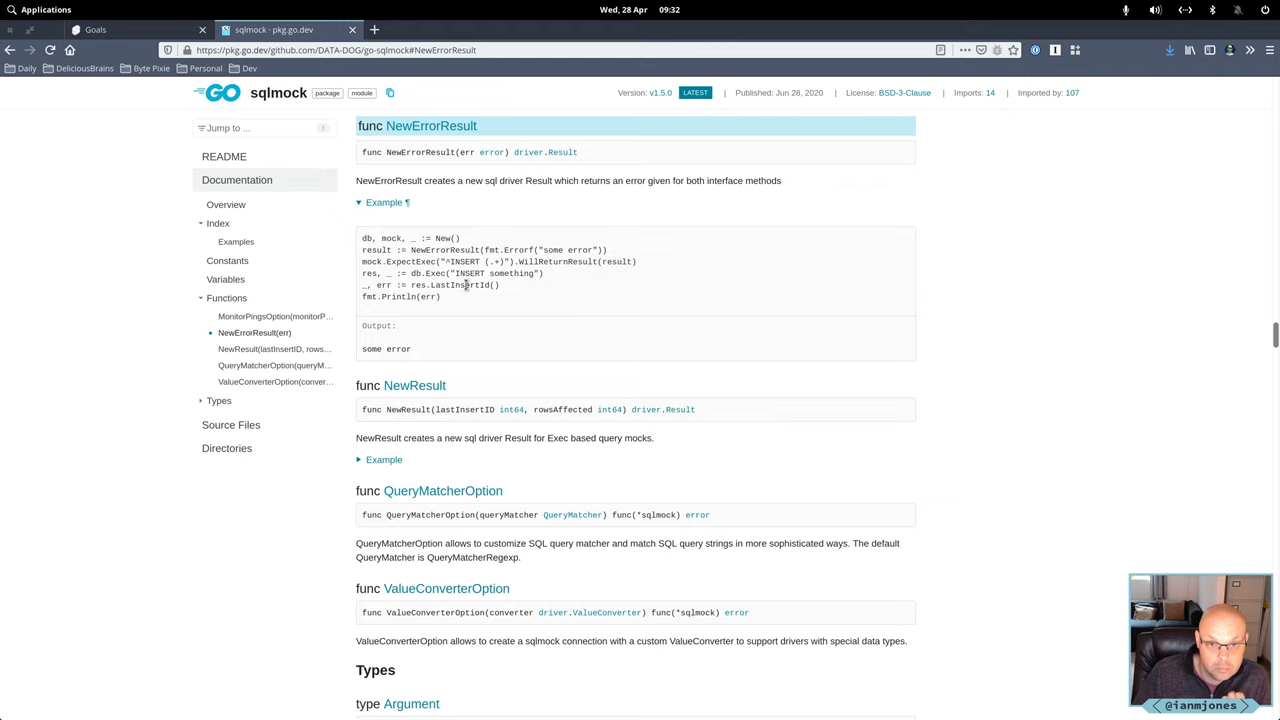 Applications
Wed, 28 Apr 09:32
Goals
sqlmock · pkg.go.dev
https://pkg.go.dev/github.com/DATA-DOG/go-sqlmock#NewErrorResult
Daily
DeliciousBrains
Byte Pixie
Personal
Dev
GO
sqlmock
package
module
Version: v1.5.0
LATEST
| Published: Jun 28, 2020
| License: BSD-3-Clause
| Imports: 14
| Imported by: 107
Jump to ...
README
Documentation
Overview
Index
Examples
Constants
Variables
Functions
MonitorPingsOption(monitorP...
NewErrorResult(err)
NewResult(lastInsertID, rows...
QueryMatcherOption(queryM...
ValueConverterOption(conver...
Types
Source Files
Directories
func NewErrorResult
func NewErrorResult(err error) driver.Result
NewErrorResult creates a new sql driver Result which returns an error given for both interface methods
Example ¶
db, mock, _ := New()
result := NewErrorResult(fmt.Errorf("some error"))
mock.ExpectExec("^INSERT (.+)").WillReturnResult(result)
res, _ := db.Exec("INSERT something")
_, err := res.LastInsertId()
fmt.Println(err)
Output:
some error
func NewResult
func NewResult(lastInsertID int64, rowsAffected int64) driver.Result
NewResult creates a new sql driver Result for Exec based query mocks.
Example
func QueryMatcherOption
func QueryMatcherOption(queryMatcher QueryMatcher) func(*sqlmock) error
QueryMatcherOption allows to customize SQL query matcher and match SQL query strings in more sophisticated ways. The default
QueryMatcher is QueryMatcherRegexp.
func ValueConverterOption
func ValueConverterOption(converter driver.ValueConverter) func(*sqlmock) error
ValueConverterOption allows to create a sqlmock connection with a custom ValueConverter to support drivers with special data types.
Types
type Argument
@ianmjones